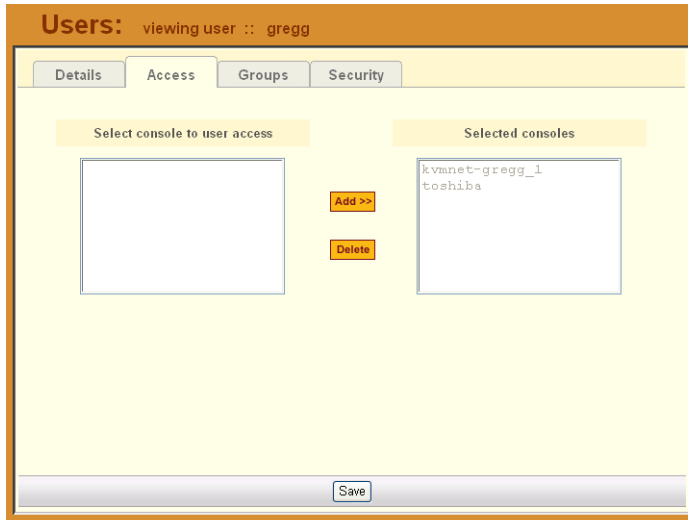 Users: viewing user :: gregg
Details Access Groups Security
Select console to user access Selected consoles
kvmnet-gregg_1
toshiba
Add >>
Delete
Save